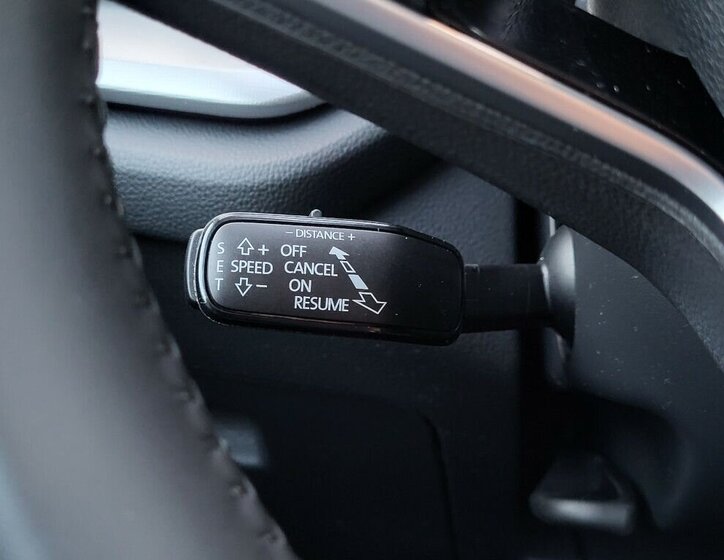 - DISTANCE +
S + OFF
E SPEED CANCEL
T - ON
RESUME